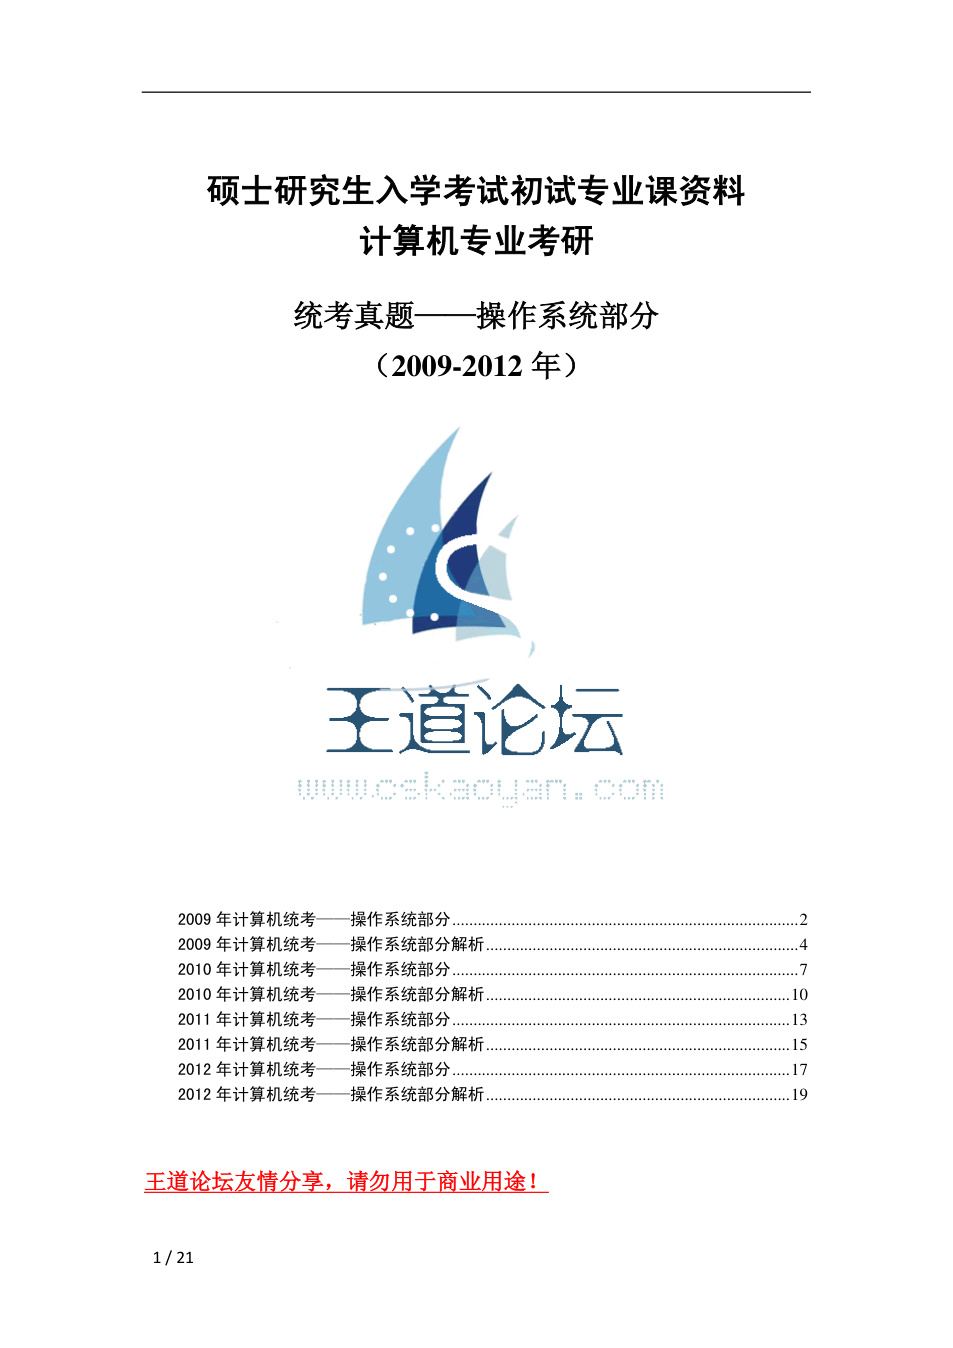 硕士研究生入学考试初试专业课资料
计算机专业考研
统考真题——操作系统部分
（2009-2012 年）
王道论坛
www.cskaoyan.com
2009 年计算机统考——操作系统部分..................................................................................2
2009 年计算机统考——操作系统部分解析..........................................................................4
2010 年计算机统考——操作系统部分..................................................................................7
2010 年计算机统考——操作系统部分解析........................................................................10
2011 年计算机统考——操作系统部分................................................................................13
2011 年计算机统考——操作系统部分解析........................................................................15
2012 年计算机统考——操作系统部分................................................................................17
2012 年计算机统考——操作系统部分解析........................................................................19
王道论坛友情分享，请勿用于商业用途！
1 / 21